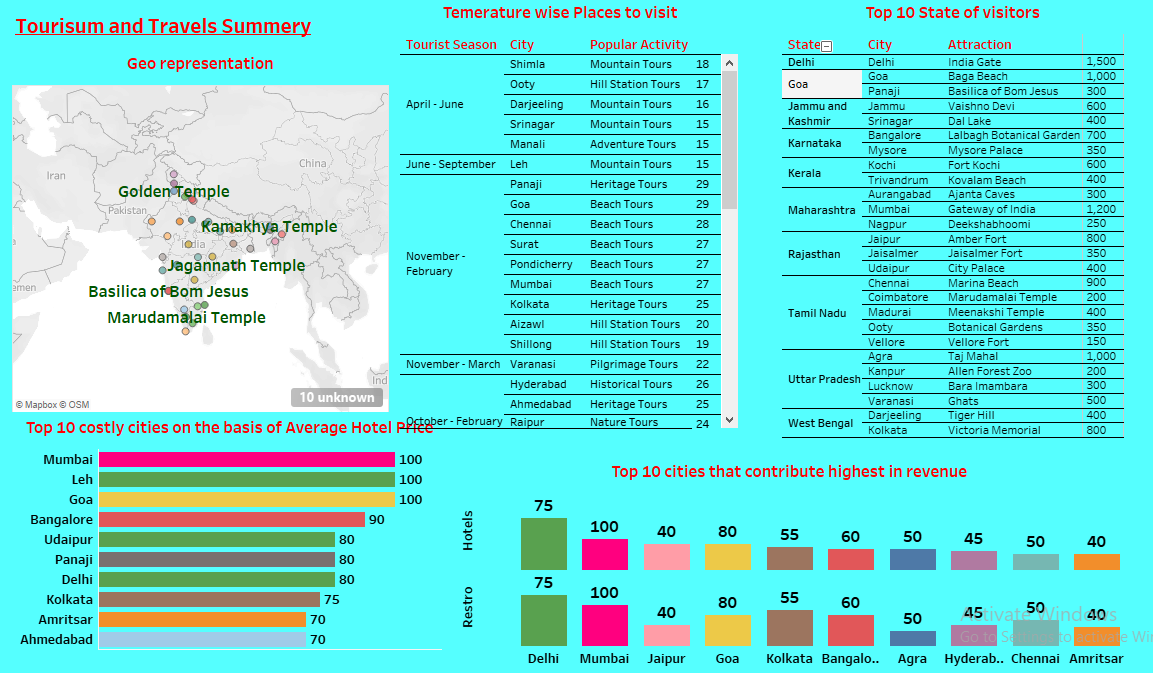 Tourisum and Travels Summery
Geo representation
Iran
China
Pakistan
India
emen
Ind
Golden Temple
Kamakhya Temple
Jagannath Temple
Basilica of Bom Jesus
Marudamalai Temple
10 unknown
© Mapbox © OSM
Temerature wise Places to visit
Tourist Season City Popular Activity
April - June
Shimla Mountain Tours 18
Ooty Hill Station Tours 17
Darjeeling Mountain Tours 16
Srinagar Mountain Tours 15
Manali Adventure Tours 15
June - September Leh Mountain Tours 15
November -
February
Panaji Heritage Tours 29
Goa Beach Tours 29
Chennai Beach Tours 28
Surat Beach Tours 27
Pondicherry Beach Tours 27
Mumbai Beach Tours 27
Kolkata Heritage Tours 25
Aizawl Hill Station Tours 20
Shillong Hill Station Tours 19
November - March Varanasi Pilgrimage Tours 22
Hyderabad Historical Tours 26
Ahmedabad Heritage Tours 25
October - February Raipur Nature Tours 24
Top 10 State of visitors
State City Attraction
Delhi Delhi India Gate 1,500
Goa Goa Baga Beach 1,000
Panaji Basilica of Bom Jesus 300
Jammu and
Kashmir
Jammu Vaishno Devi 600
Srinagar Dal Lake 400
Karnataka Bangalore Lalbagh Botanical Garden 700
Mysore Mysore Palace 350
Kerala Kochi Fort Kochi 600
Trivandrum Kovalam Beach 400
Maharashtra Aurangabad Ajanta Caves 300
Mumbai Gateway of India 1,200
Nagpur Deekshabhoomi 250
Rajasthan Jaipur Amber Fort 800
Jaisalmer Jaisalmer Fort 350
Udaipur City Palace 400
Tamil Nadu Chennai Marina Beach 900
Coimbatore Marudamalai Temple 200
Madurai Meenakshi Temple 400
Ooty Botanical Gardens 350
Vellore Vellore Fort 150
Uttar Pradesh Agra Taj Mahal 1,000
Kanpur Allen Forest Zoo 200
Lucknow Bara Imambara 300
Varanasi Ghats 500
West Bengal Darjeeling Tiger Hill 400
Kolkata Victoria Memorial 800
Top 10 costly cities on the basis of Average Hotel Price
Mumbai 100
Leh 100
Goa 100
Bangalore 90
Udaipur 80
Panaji 80
Delhi 80
Kolkata 75
Amritsar 70
Ahmedabad 70
Top 10 cities that contribute highest in revenue
Hotels
75 100 40 80 55 60 50 45 50 40
Restro
75 100 40 80 55 60 50 45 50 40
Delhi Mumbai Jaipur Goa Kolkata Bangalo.. Agra Hyderab.. Chennai Amritsar
Activate Windows
Go to Settings to activate Win